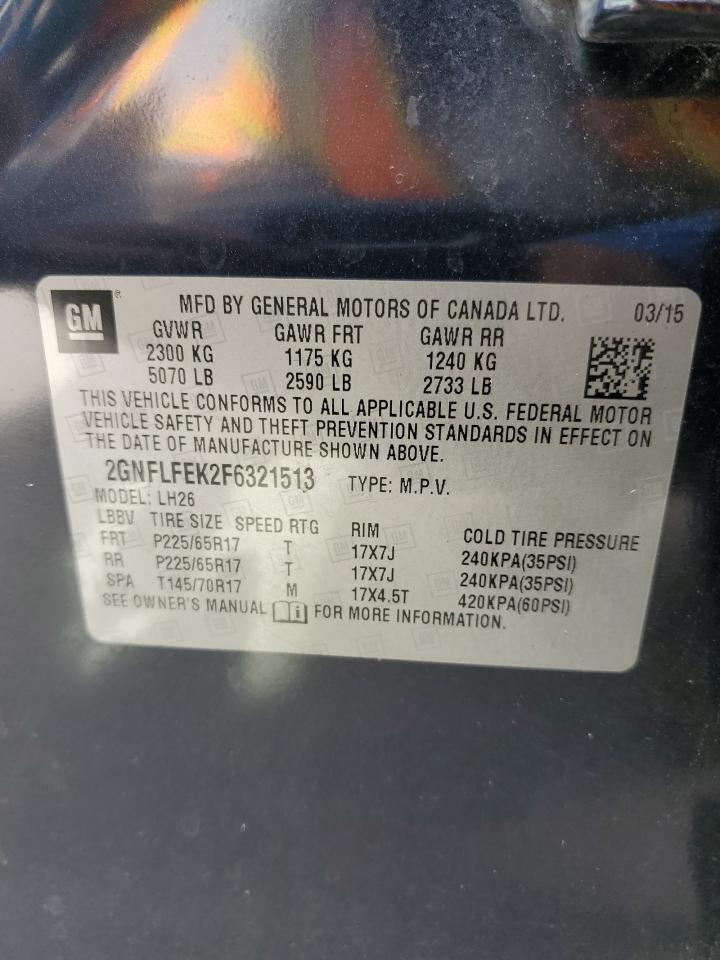 GM ® MFD BY GENERAL MOTORS OF CANADA LTD. 03/15
GVWR GAWR FRT GAWR RR
2300 KG 1175 KG 1240 KG
5070 LB 2590 LB 2733 LB
THIS VEHICLE CONFORMS TO ALL APPLICABLE U.S. FEDERAL MOTOR
VEHICLE SAFETY AND THEFT PREVENTION STANDARDS IN EFFECT ON
THE DATE OF MANUFACTURE SHOWN ABOVE.
2GNFLFEK2F6321513 TYPE: M.P.V.
MODEL: LH26
LBBV TIRE SIZE SPEED RTG RIM COLD TIRE PRESSURE
FRT P225/65R17 T 17X7J 240KPA(35PSI)
RR P225/65R17 T 17X7J 240KPA(35PSI)
SPA T145/70R17 M 17X4.5T 420KPA(60PSI)
SEE OWNER'S MANUAL i FOR MORE INFORMATION.